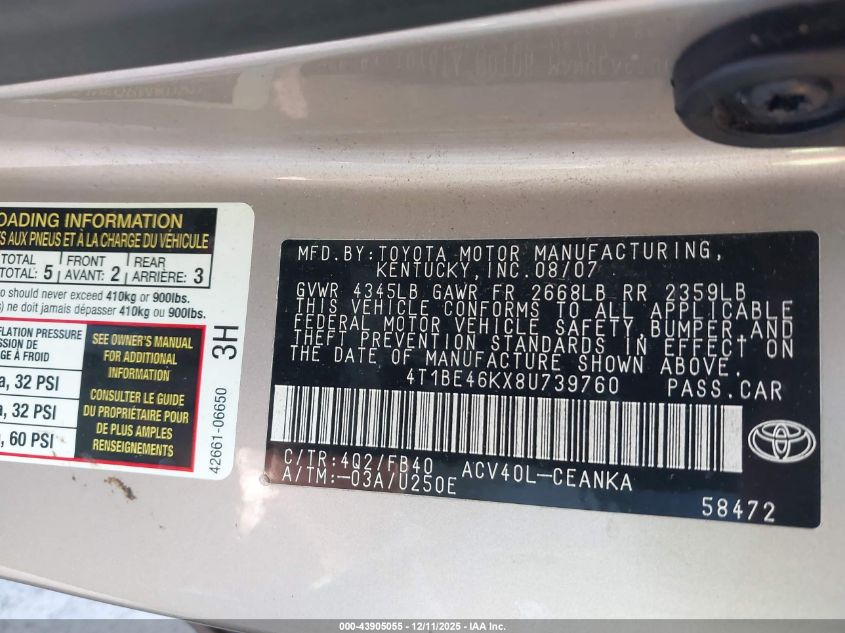 OADING INFORMATION
S AUX PNEUS ET À LA CHARGE DU VÉHICULE
TOTAL 5 FRONT 2 REAR 3
TOTAL: AVANT: ARRIÈRE:
o should never exceed 410kg or 900lbs.
s) ne doit jamais dépasser 410kg ou 900lbs.
FLATION PRESSURE
SSION DE
GE À FROID
a, 32 PSI
a, 32 PSI
, 60 PSI
SEE OWNER'S MANUAL
FOR ADDITIONAL
INFORMATION
CONSULTER LE GUIDE
DU PROPRIÉTAIRE POUR
DE PLUS AMPLES
RENSEIGNEMENTS
3H
42661-06650
MFD.BY:TOYOTA MOTOR MANUFACTURING,
KENTUCKY,INC.08/07
GVWR 4345LB GAWR FR 2668LB RR 2359LB
THIS VEHICLE CONFORMS TO ALL APPLICABLE
FEDERAL MOTOR VEHICLE SAFETY,BUMPER AND
THEFT PREVENTION STANDARDS IN EFFECT ON
THE DATE OF MANUFACTURE SHOWN ABOVE.
4T1BE46KX8U739760 PASS.CAR
C/TR:4Q2/FB40 ACV40L-CEANKA
A/TM:-03A/U250E
58472
000-43905055 - 12/11/2025 - IAA Inc.